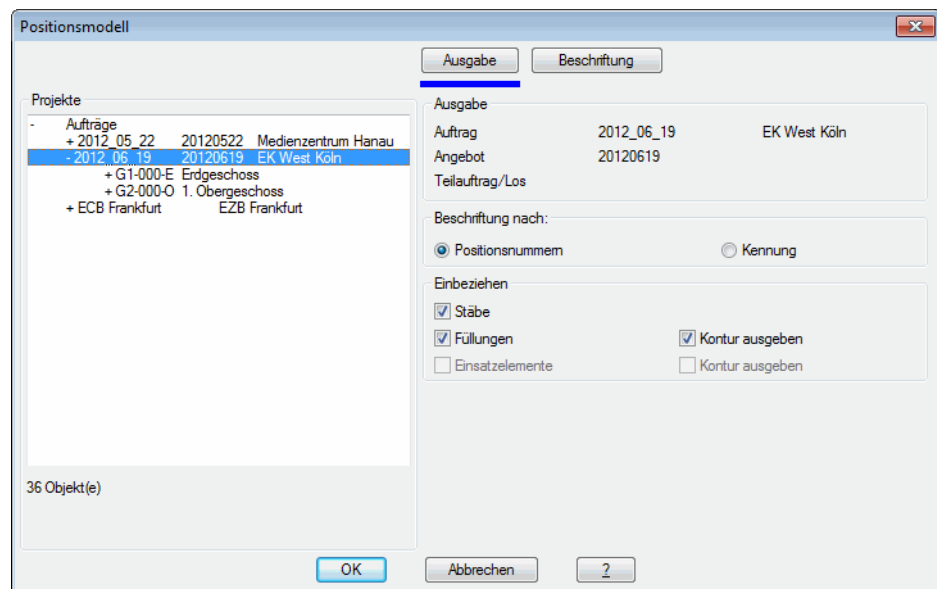 Positionsmodell
Ausgabe Beschriftung
Projekte
- Aufträge
+ 2012_05_22 20120522 Medienzentrum Hanau
- 2012_06_19 20120619 EK West Köln
+ G1-000-E Erdgeschoss
+ G2-000-O 1. Obergeschoss
+ ECB Frankfurt EZB Frankfurt
36 Objekt(e)
Ausgabe
Auftrag 2012_06_19 EK West Köln
Angebot 20120619
Teilauftrag/Los
Beschriftung nach:
Positionsnummern Kennung
Einbeziehen
Stäbe
Füllungen Kontur ausgeben
Einsatzelemente Kontur ausgeben
OK Abbrechen ?